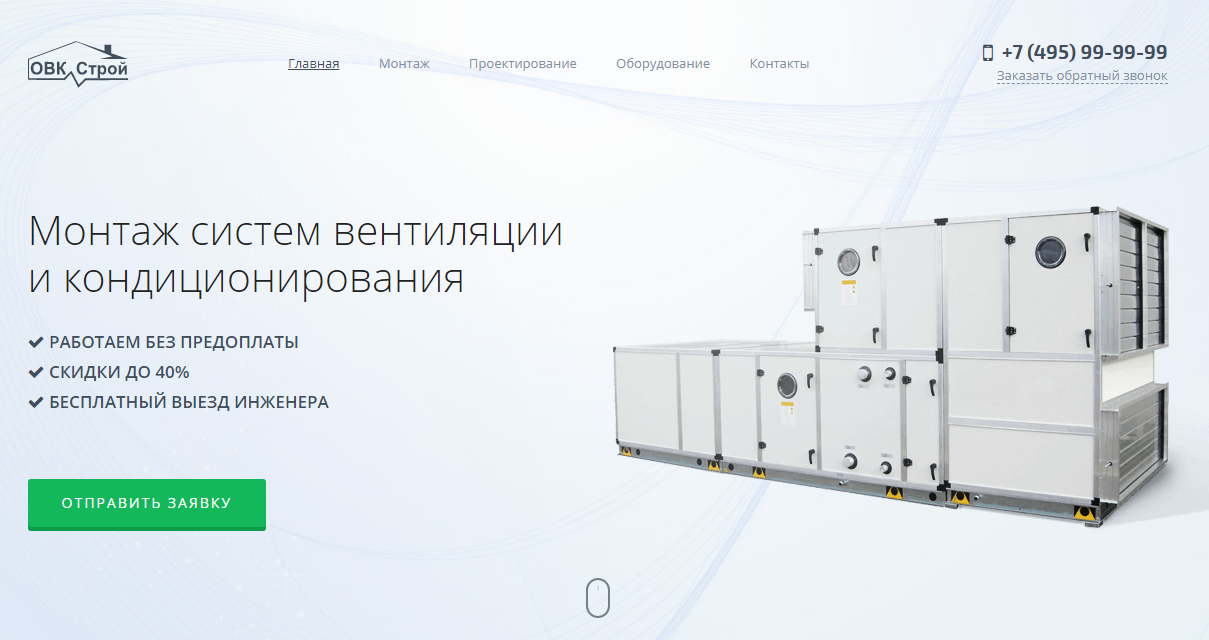 ОВК Строй
Главная
Монтаж
Проектирование
Оборудование
Контакты
+7 (495) 99-99-99
Заказать обратный звонок
Монтаж систем вентиляции
и кондиционирования
РАБОТАЕМ БЕЗ ПРЕДОПЛАТЫ
СКИДКИ ДО 40%
БЕСПЛАТНЫЙ ВЫЕЗД ИНЖЕНЕРА
ОТПРАВИТЬ ЗАЯВКУ